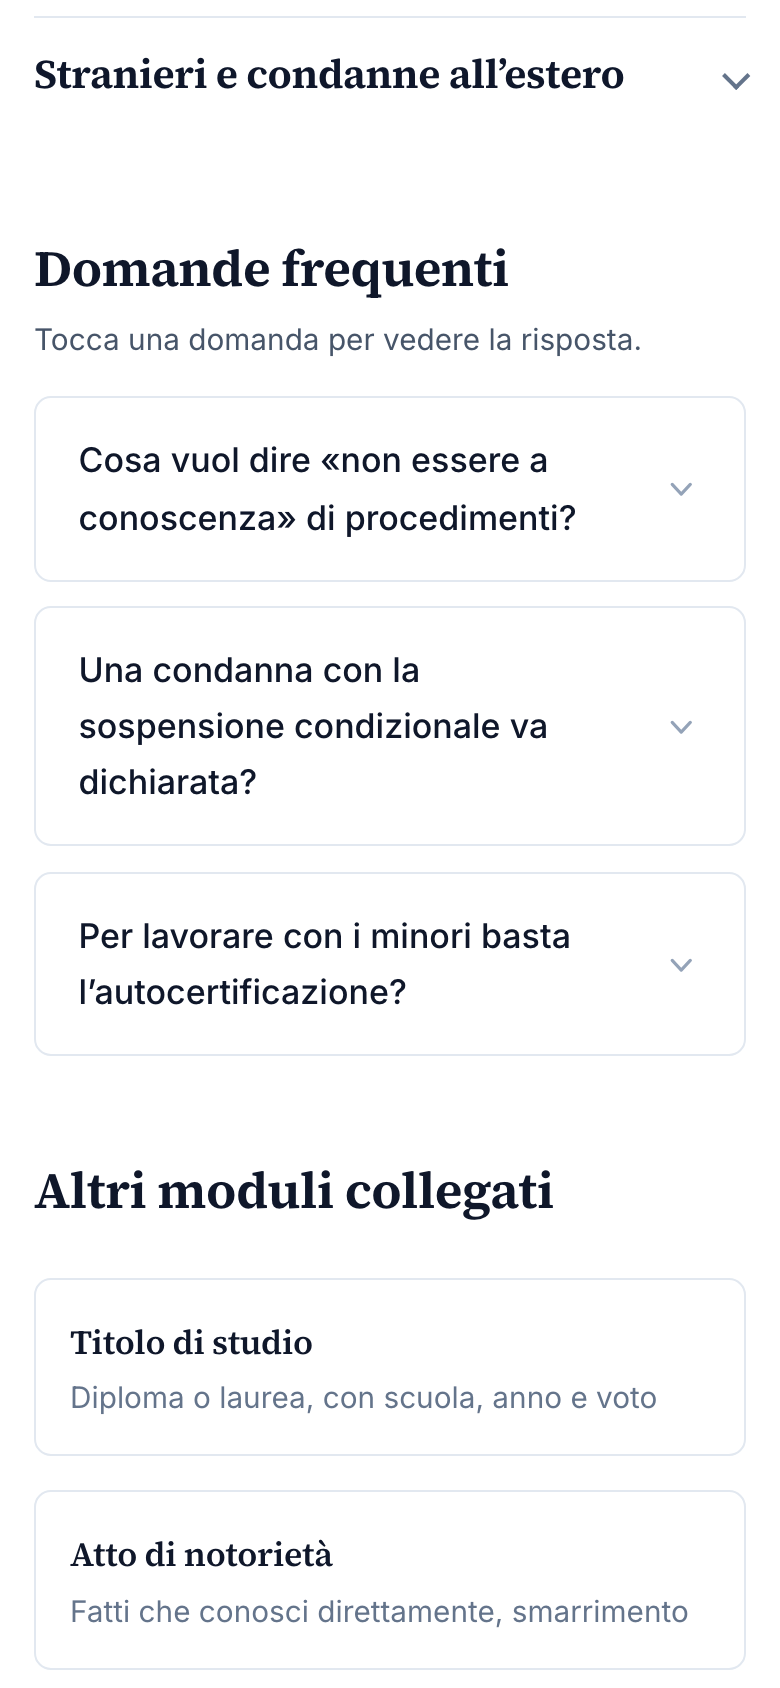 Stranieri e condanne all’estero
Domande frequenti
Tocca una domanda per vedere la risposta.
Cosa vuol dire «non essere a
conoscenza» di procedimenti?
Una condanna con la
sospensione condizionale va
dichiarata?
Per lavorare con i minori basta
l’autocertificazione?
Altri moduli collegati
Titolo di studio
Diploma o laurea, con scuola, anno e voto
Atto di notorietà
Fatti che conosci direttamente, smarrimento